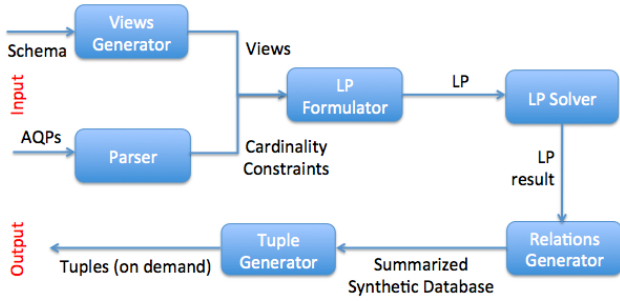 Views
Generator
Schema
Views
Input
LP
Formulator
LP
LP Solver
AQPs
Parser
Cardinality
Constraints
LP
result
Output
Tuple
Generator
Relations
Generator
Tuples (on demand)
Summarized
Synthetic Database